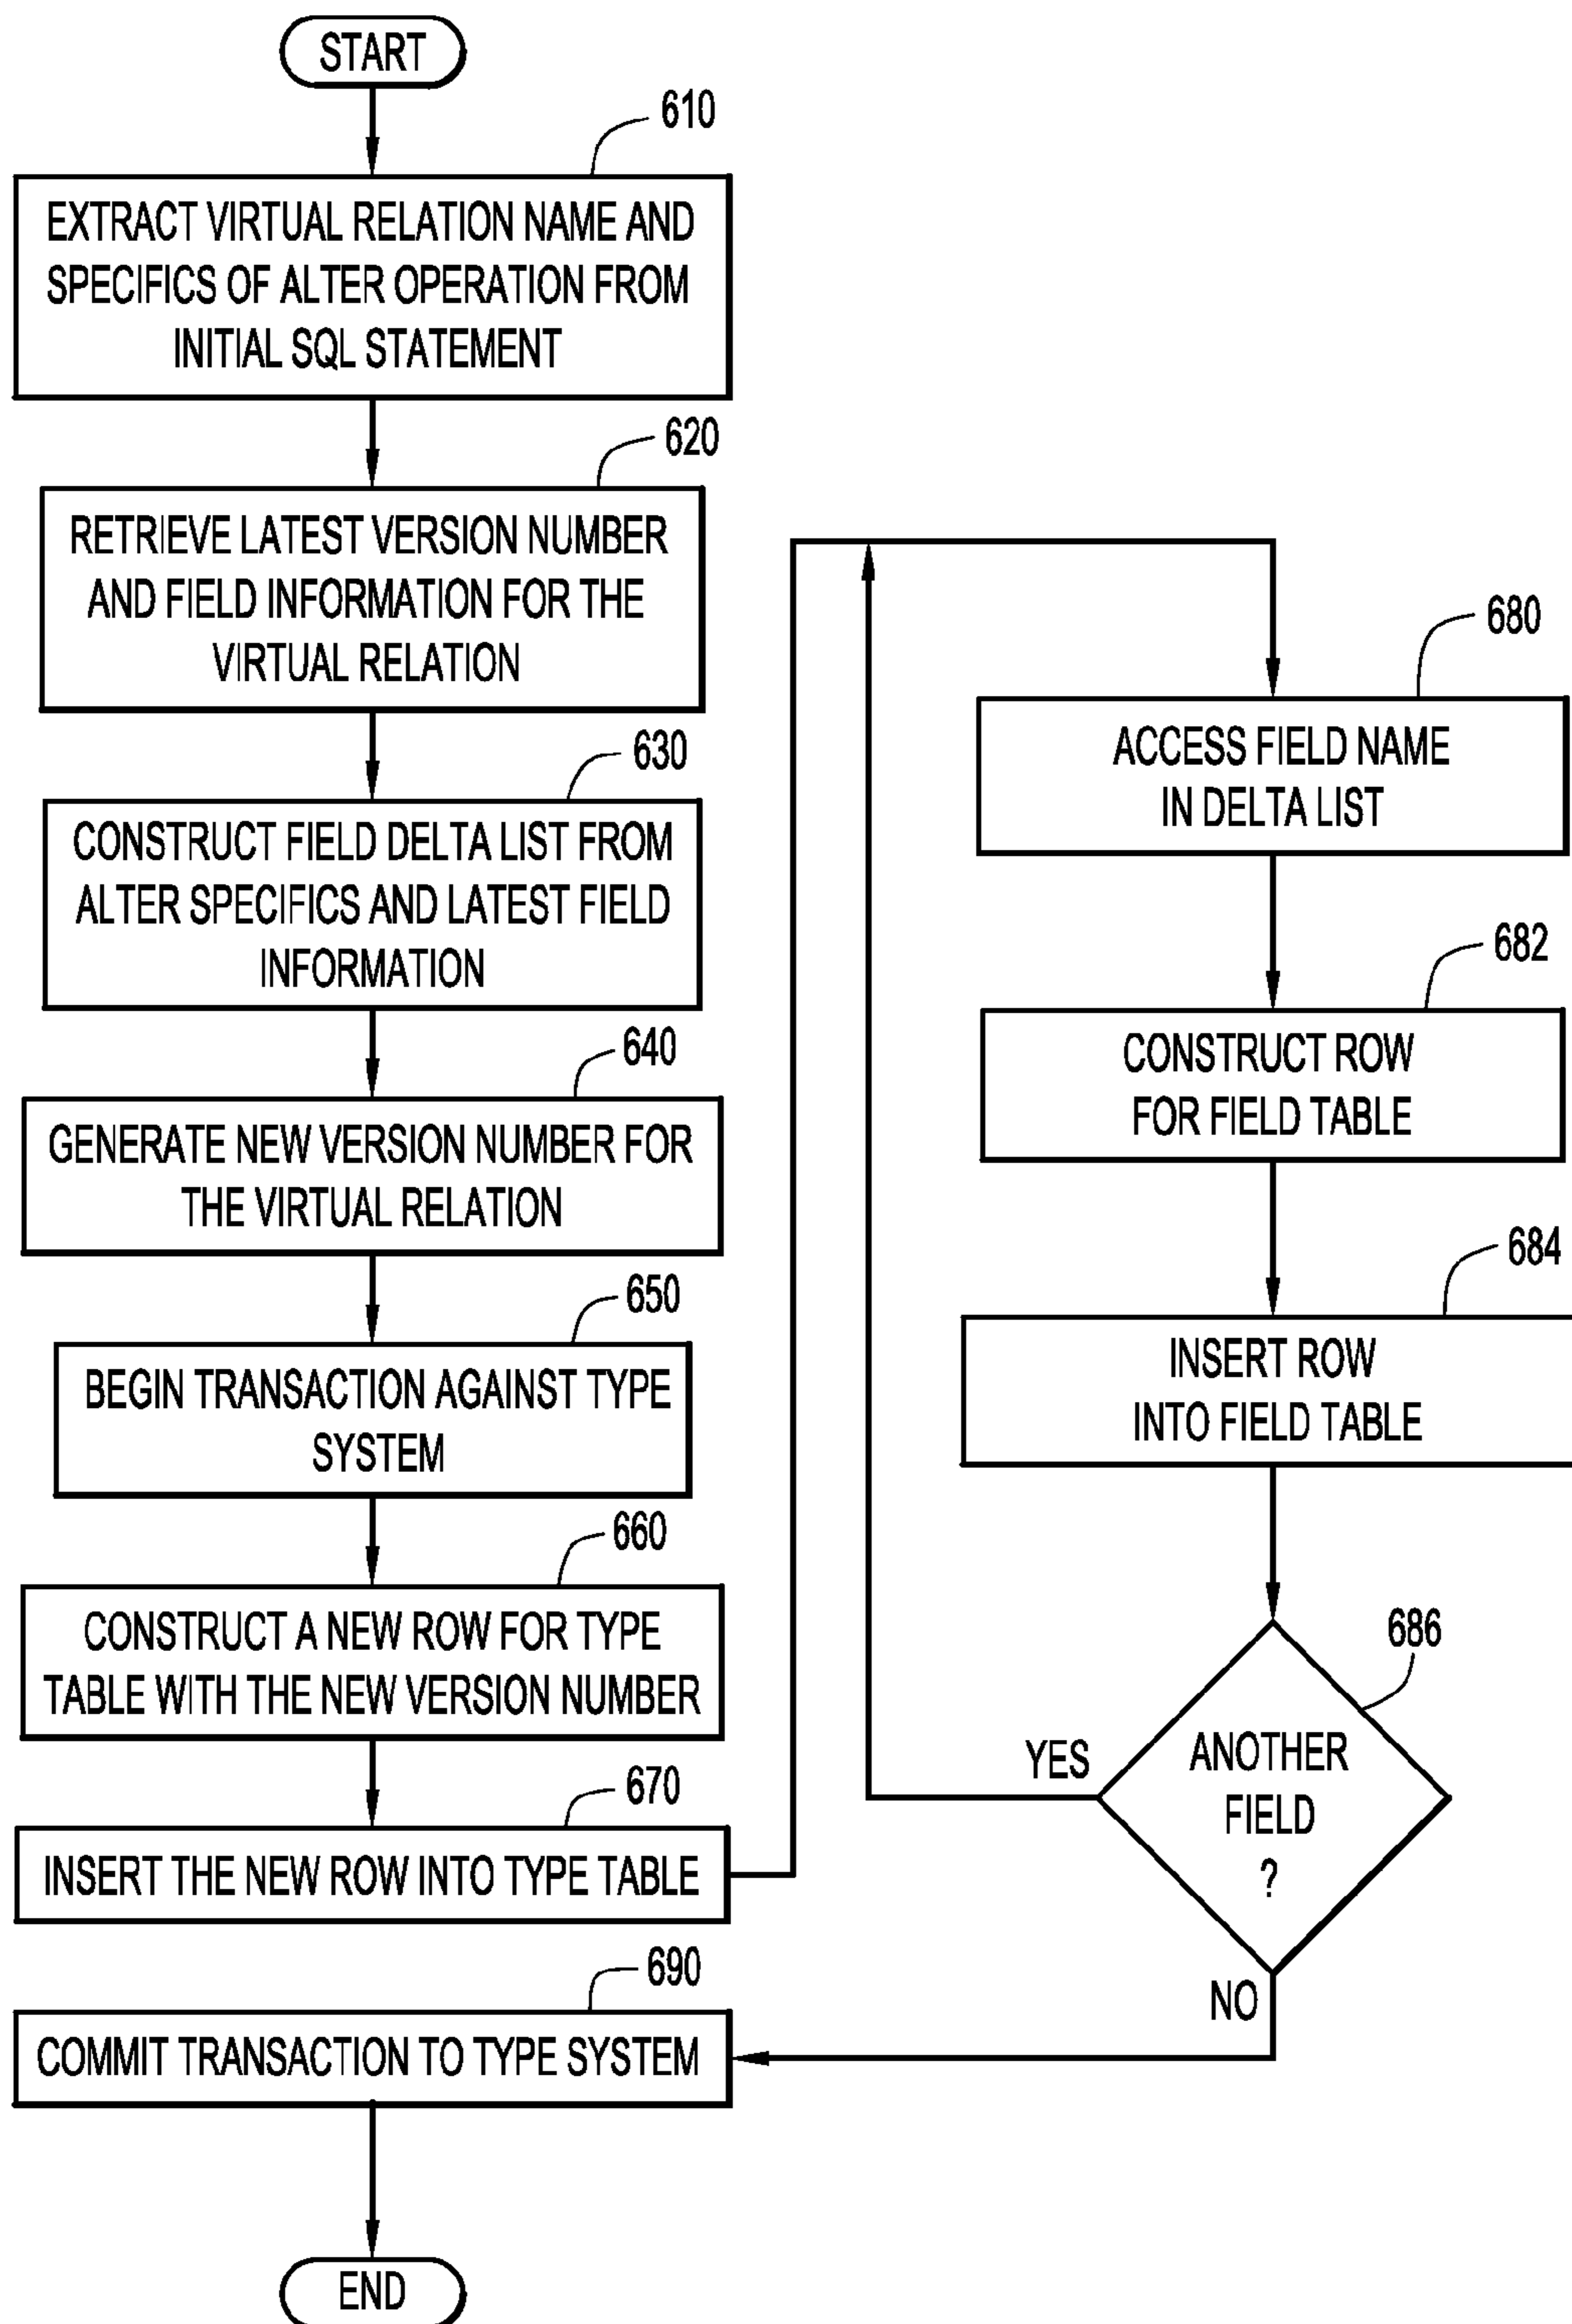 START
610
EXTRACT VIRTUAL RELATION NAME AND
SPECIFICS OF ALTER OPERATION FROM
INITIAL SQL STATEMENT
620
RETRIEVE LATEST VERSION NUMBER
AND FIELD INFORMATION FOR THE
VIRTUAL RELATION
630
CONSTRUCT FIELD DELTA LIST FROM
ALTER SPECIFICS AND LATEST FIELD
INFORMATION
640
GENERATE NEW VERSION NUMBER FOR
THE VIRTUAL RELATION
650
BEGIN TRANSACTION AGAINST TYPE
SYSTEM
660
CONSTRUCT A NEW ROW FOR TYPE
TABLE WITH THE NEW VERSION NUMBER
670
INSERT THE NEW ROW INTO TYPE TABLE
680
ACCESS FIELD NAME
IN DELTA LIST
682
CONSTRUCT ROW
FOR FIELD TABLE
684
INSERT ROW
INTO FIELD TABLE
686
ANOTHER
FIELD
?
YES
NO
690
COMMIT TRANSACTION TO TYPE SYSTEM
END